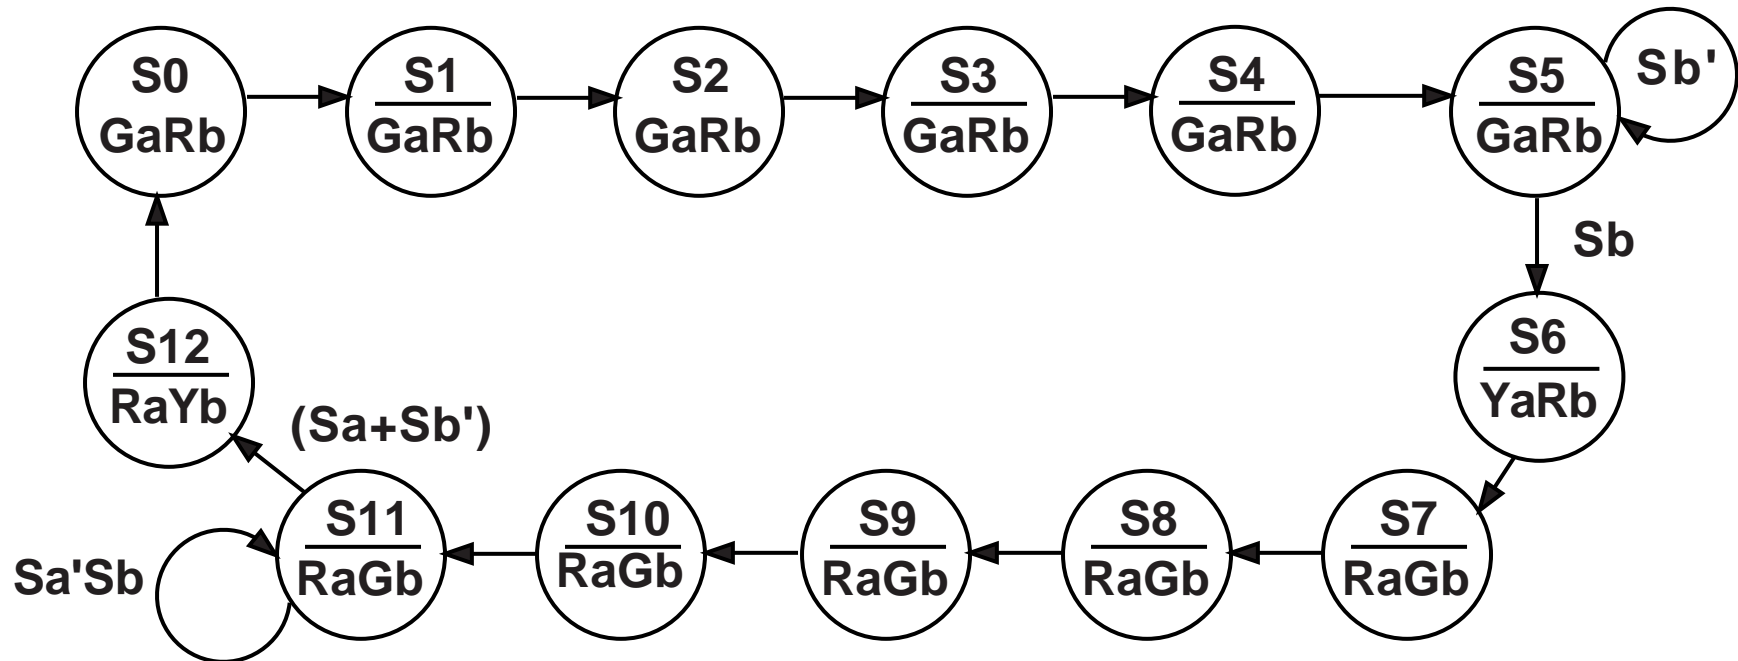 S0
GaRb
S1
GaRb
S2
GaRb
S3
GaRb
S4
GaRb
S5
GaRb
Sb'
Sb
S6
YaRb
S12
RaYb
(Sa+Sb')
S11
RaGb
S10
RaGb
S9
RaGb
S8
RaGb
S7
RaGb
Sa'Sb